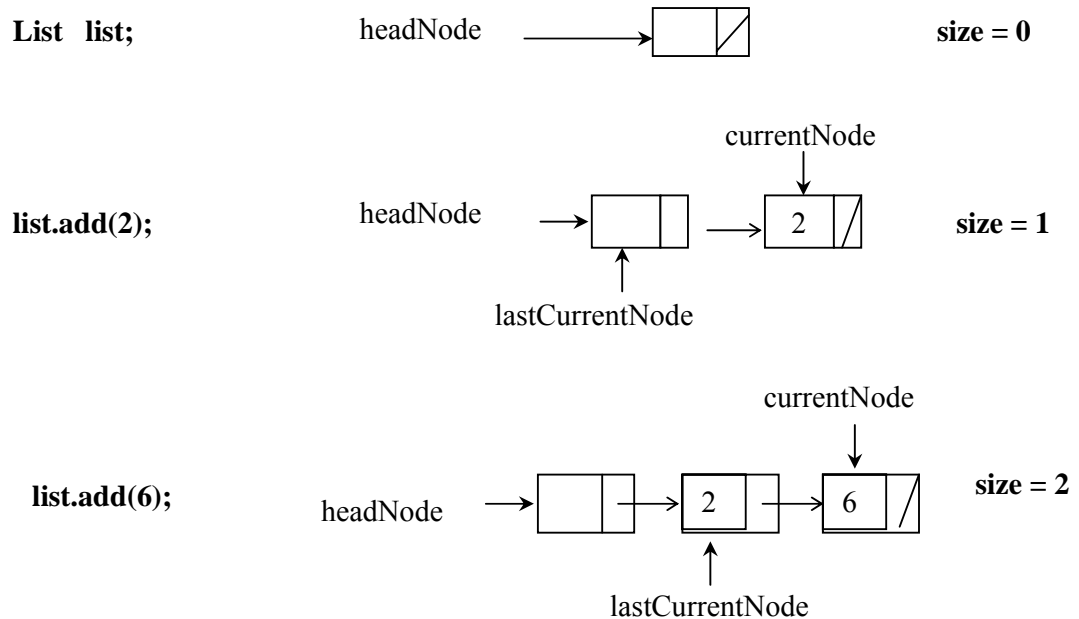 List list; headNode size = 0
currentNode
list.add(2); headNode 2 size = 1
lastCurrentNode
currentNode
list.add(6); headNode 2 6 size = 2
lastCurrentNode